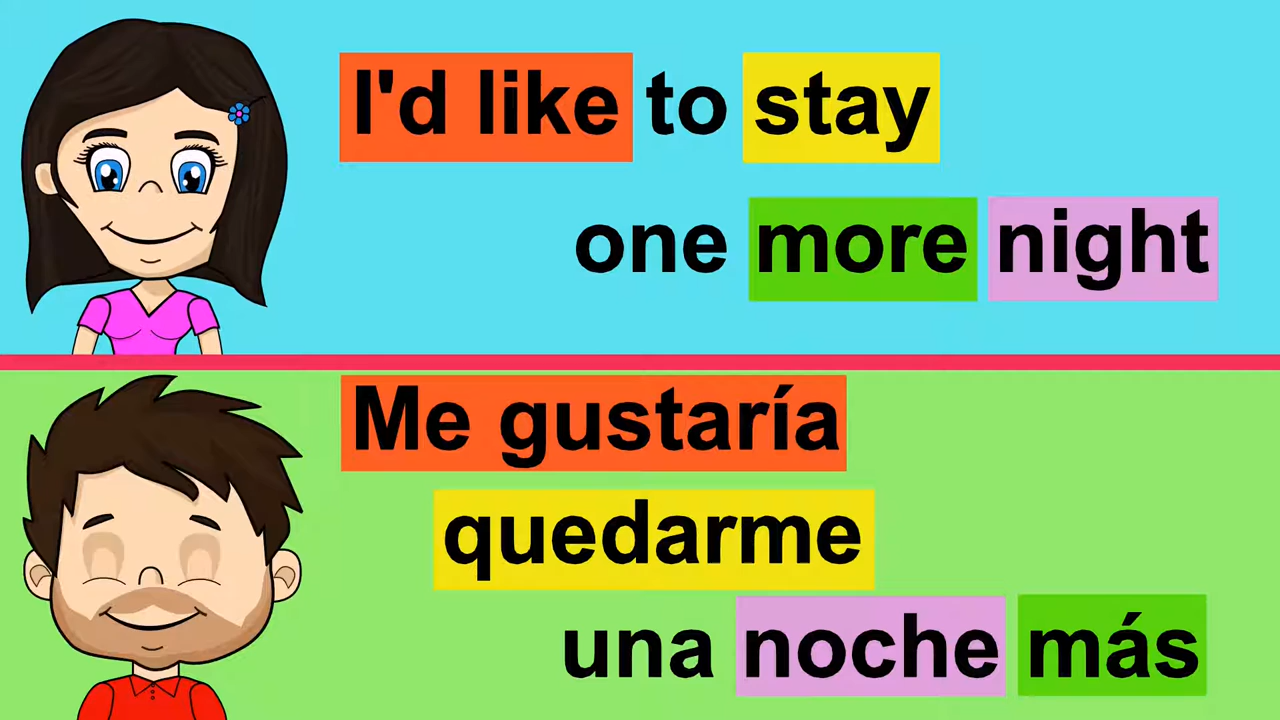 I'd like to stay
one more night
Me gustaría
quedarme
una noche más